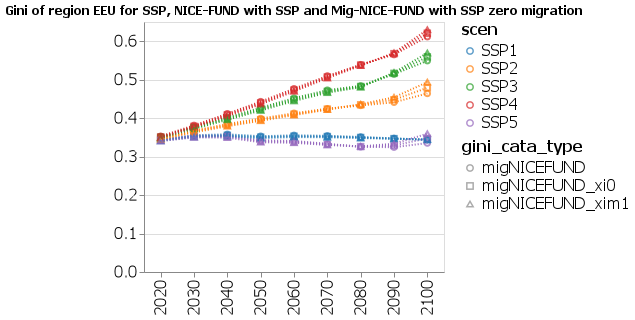 Gini of region EEU for SSP, NICE-FUND with SSP and Mig-NICE-FUND with SSP zero migration
0.6
0.5
0.4
0.3
0.2
0.1
0.0
2020
2030
2040
2050
2060
2070
2080
2090
2100
scen
SSP1
SSP2
SSP3
SSP4
SSP5
gini_cata_type
migNICEFUND
migNICEFUND_xi0
migNICEFUND_xim1